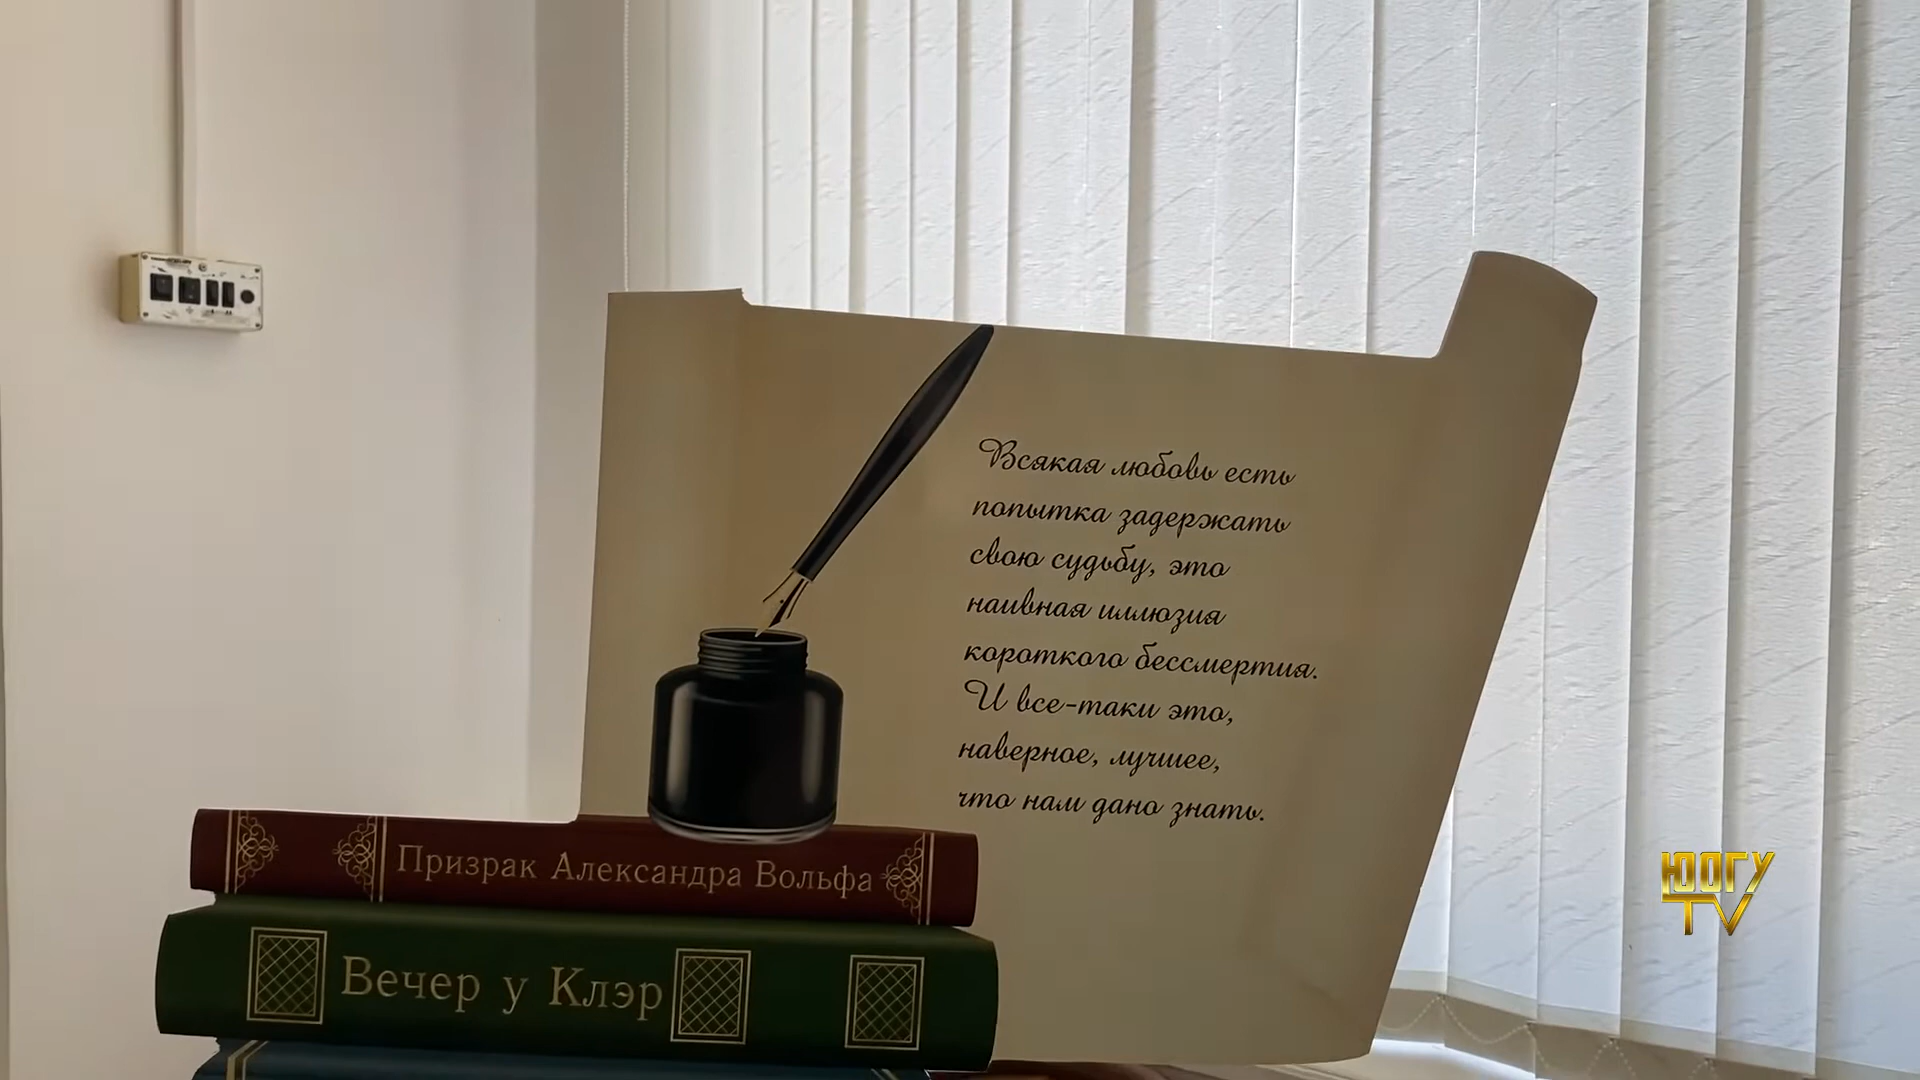 Всякая любовь есть
попытка задержать
свою судьбу, это
наивная иллюзия
короткого бессмертия.
И все-таки это,
наверное, лучшее,
что нам дано знать.
Призрак Александра Вольфа
Вечер у Клэр
ЮОГУ
TV